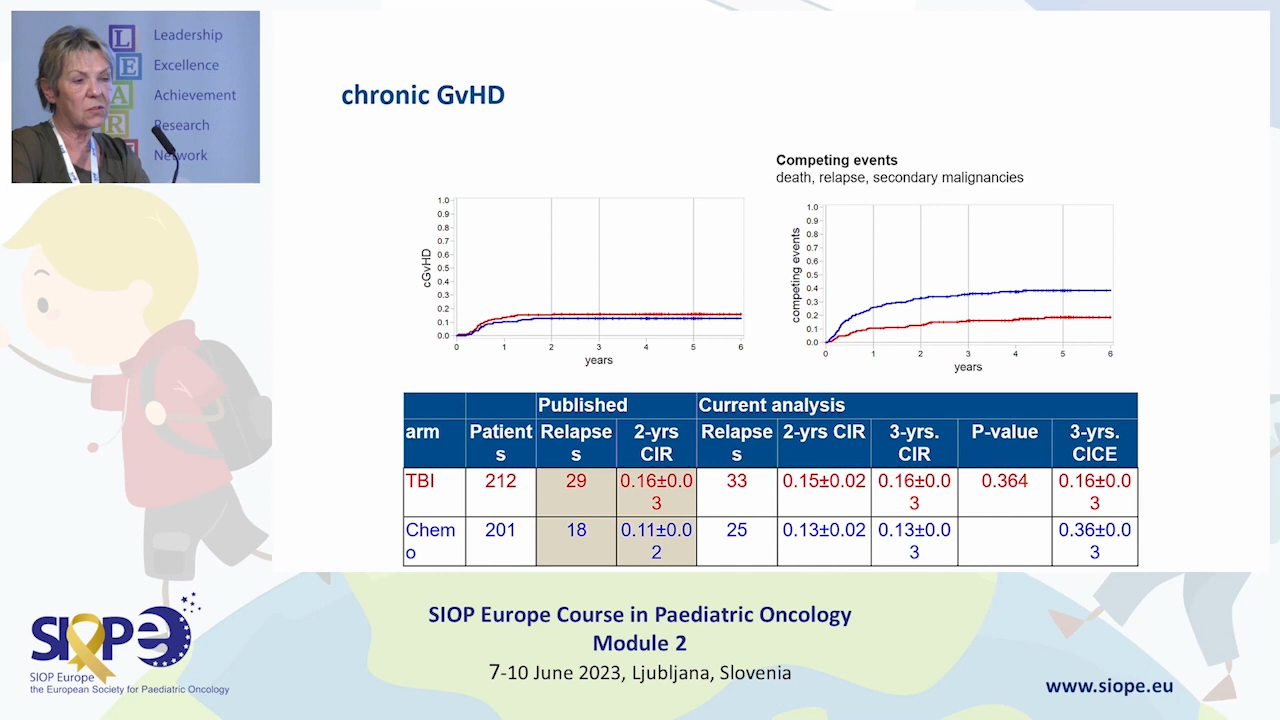 Leadership
Excellence
Achievement
Research
Network
L
E
A
R
chronic GvHD
Competing events
death, relapse, secondary malignancies
cGvHD
1.0
0.9
0.8
0.7
0.6
0.5
0.4
0.3
0.2
0.1
0.0
0 1 2 3 4 5 6
years
competing events
1.0
0.9
0.8
0.7
0.6
0.5
0.4
0.3
0.2
0.1
0.0
0 1 2 3 4 5 6
years
Published Current analysis
arm Patient Relapse 2-yrs Relapse 2-yrs CIR 3-yrs. P-value 3-yrs.
s s CIR s CIR CICE
TBI 212 29 0.16±0.0 33 0.15±0.02 0.16±0.0 0.364 0.16±0.0
3 3 3
Chem 201 18 0.11±0.0 25 0.13±0.02 0.13±0.0 0.36±0.0
o 2 3 3
SIOP Europe Course in Paediatric Oncology
Module 2
7-10 June 2023, Ljubljana, Slovenia
SIOP e
SIOP Europe
the European Society for Paediatric Oncology
www.siope.eu